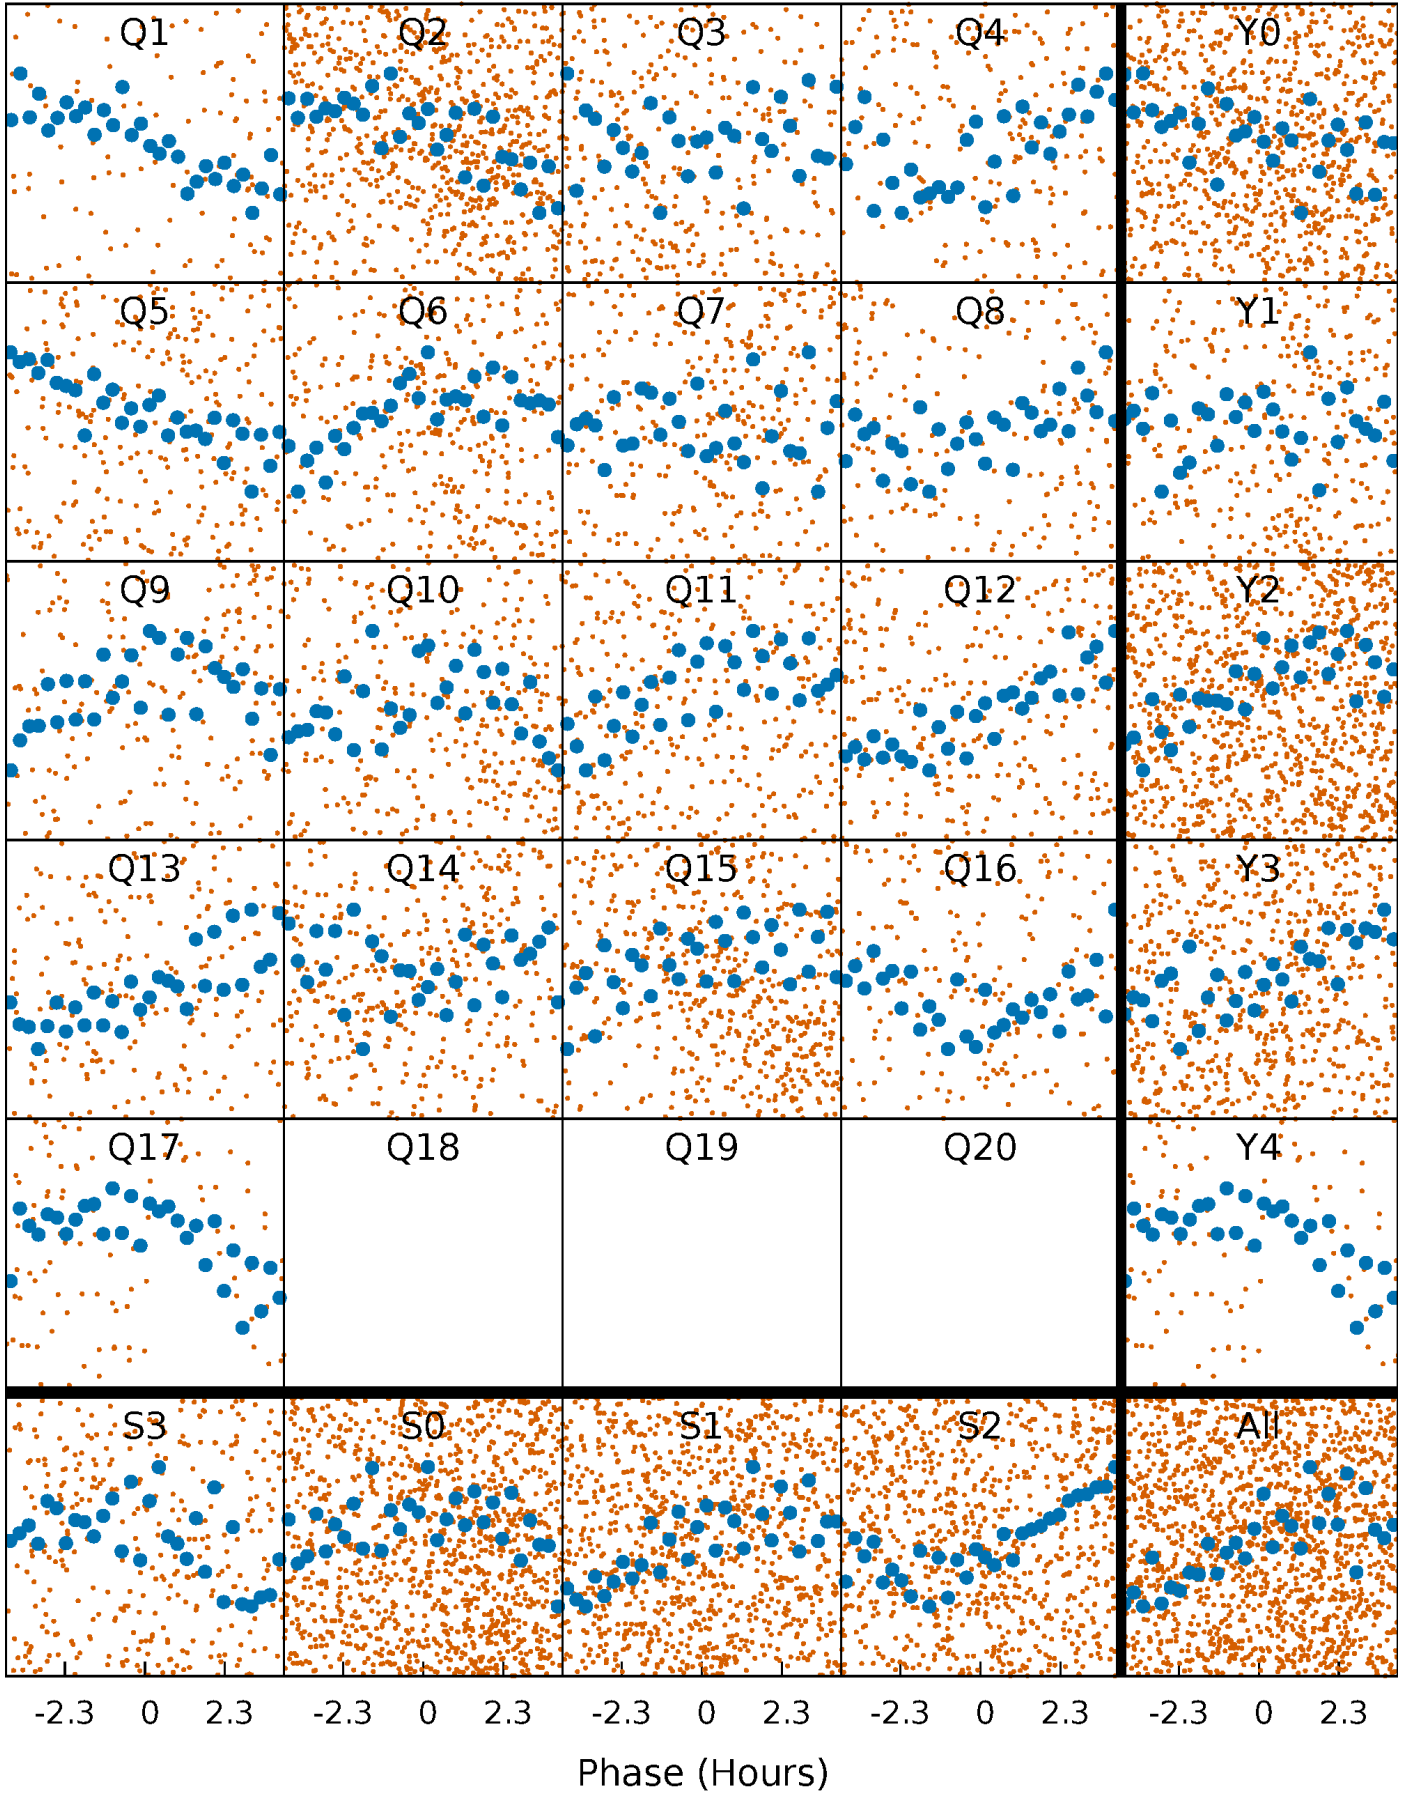 Q1 Q2 Q3 Q4 Y0
Q5 Q6 Q7 Q8 Y1
Q9 Q10 Q11 Q12 Y2
Q13 Q14 Q15 Q16 Y3
Q17 Q18 Q19 Q20 Y4
S3 S0 S1 S2 All
-2.3 0 2.3 -2.3 0 2.3 -2.3 0 2.3 -2.3 0 2.3 -2.3 0 2.3
Phase (Hours)